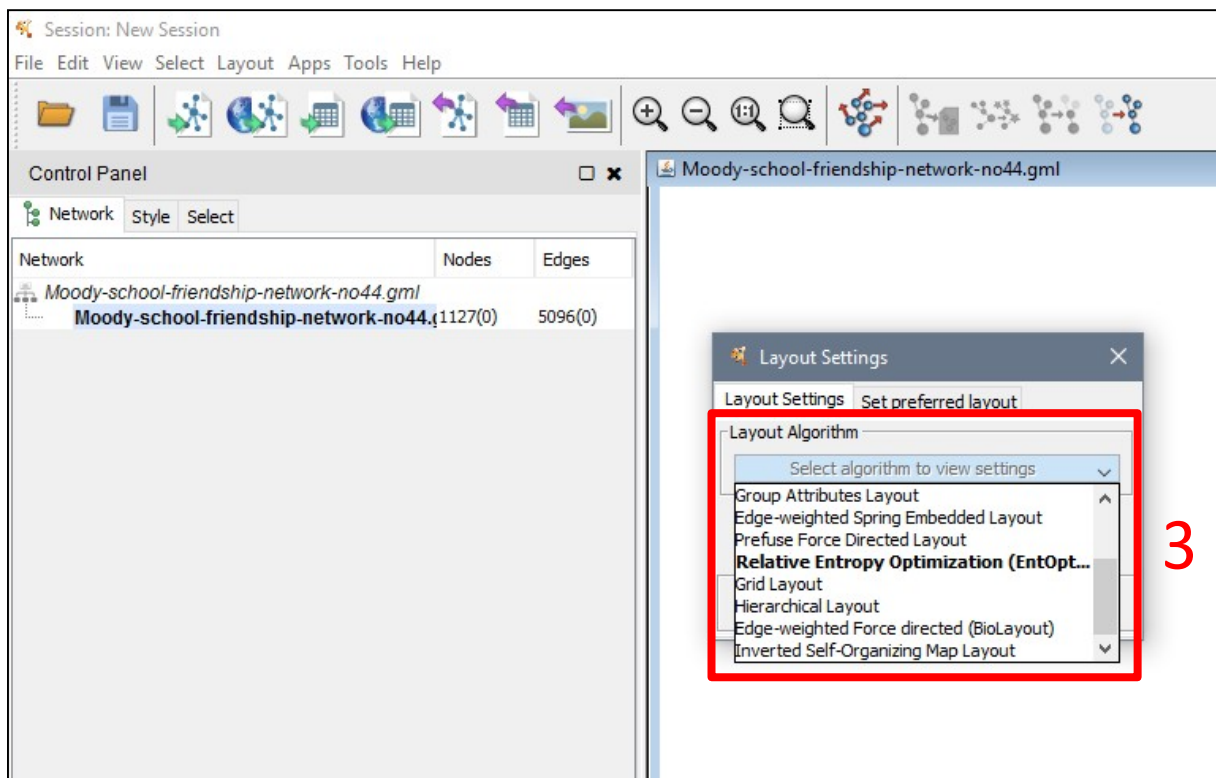 Session: New Session
File Edit View Select Layout Apps Tools Help
1:1
Control Panel
Network Style Select
Network Nodes Edges
Moody-school-friendship-network-no44.gml
Moody-school-friendship-network-no44.g 1127(0) 5096(0)
Moody-school-friendship-network-no44.gml
Layout Settings
Layout Settings Set preferred layout
Layout Algorithm
Select algorithm to view settings
Group Attributes Layout
Edge-weighted Spring Embedded Layout
Prefuse Force Directed Layout
Relative Entropy Optimization (EntOpt...
Grid Layout
Hierarchical Layout
Edge-weighted Force directed (BioLayout)
Inverted Self-Organizing Map Layout
3